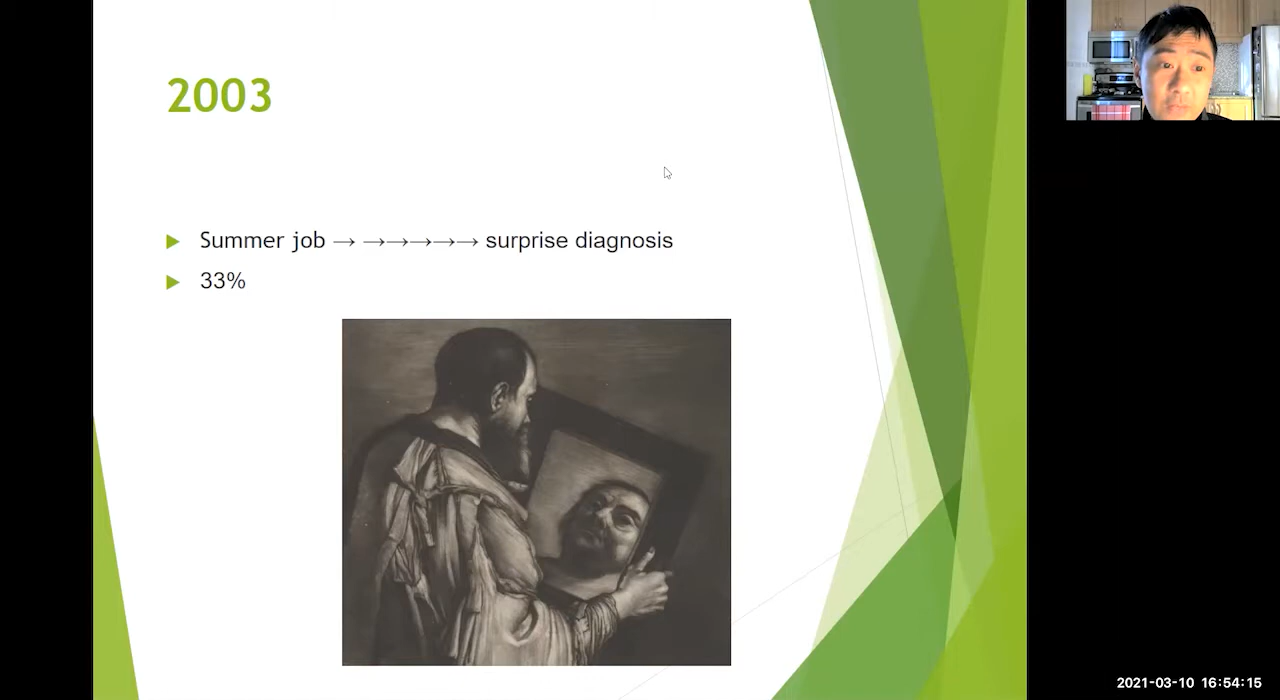 2003
Summer job → →→→→→ surprise diagnosis
33%
2021-03-10 16:54:15